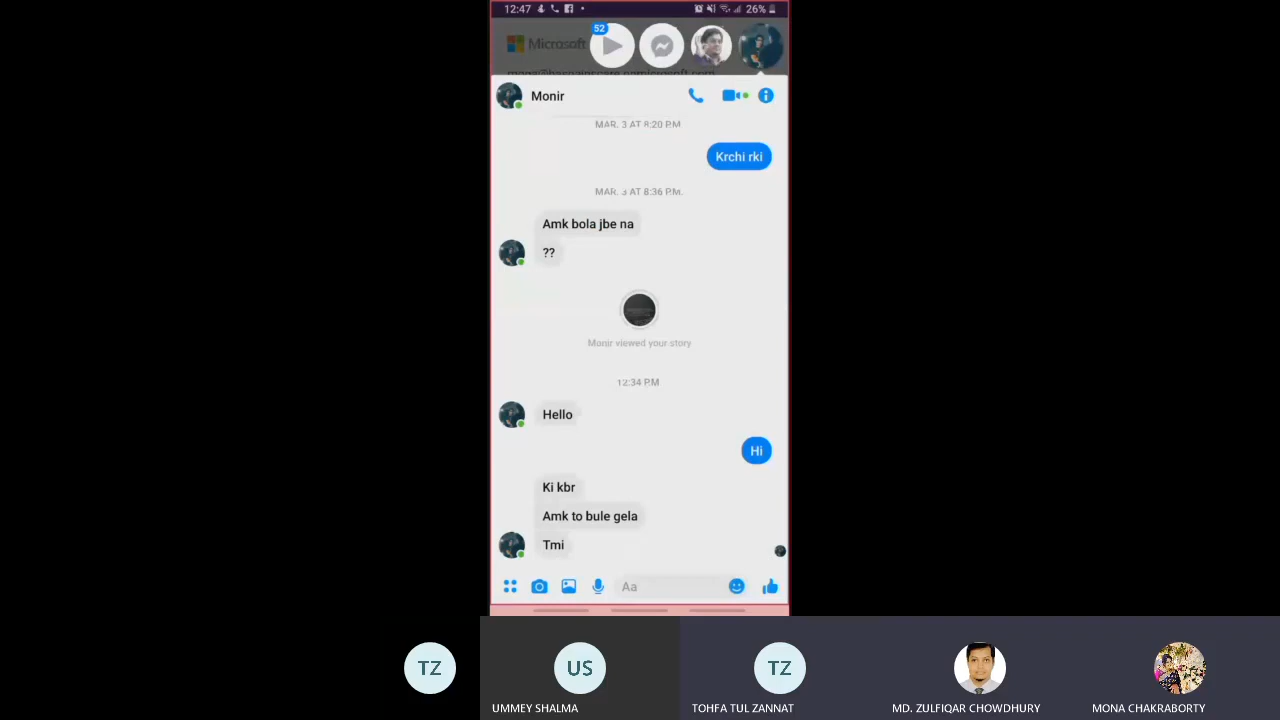 12:47
26%
52
Microsoft
Monir
MAR. 3 AT 8:20 PM
Krchi rki
MAR. 3 AT 8:36 P.M.
Amk bola jbe na
??
Monir viewed your story
12:34 P.M
Hello
Hi
Ki kbr
Amk to bule gela
Tmi
Aa
TZ
US
TZ
UMMEY SHALMA
TOHFA TUL ZANNAT
MD. ZULFIQAR CHOWDHURY
MONA CHAKRABORTY